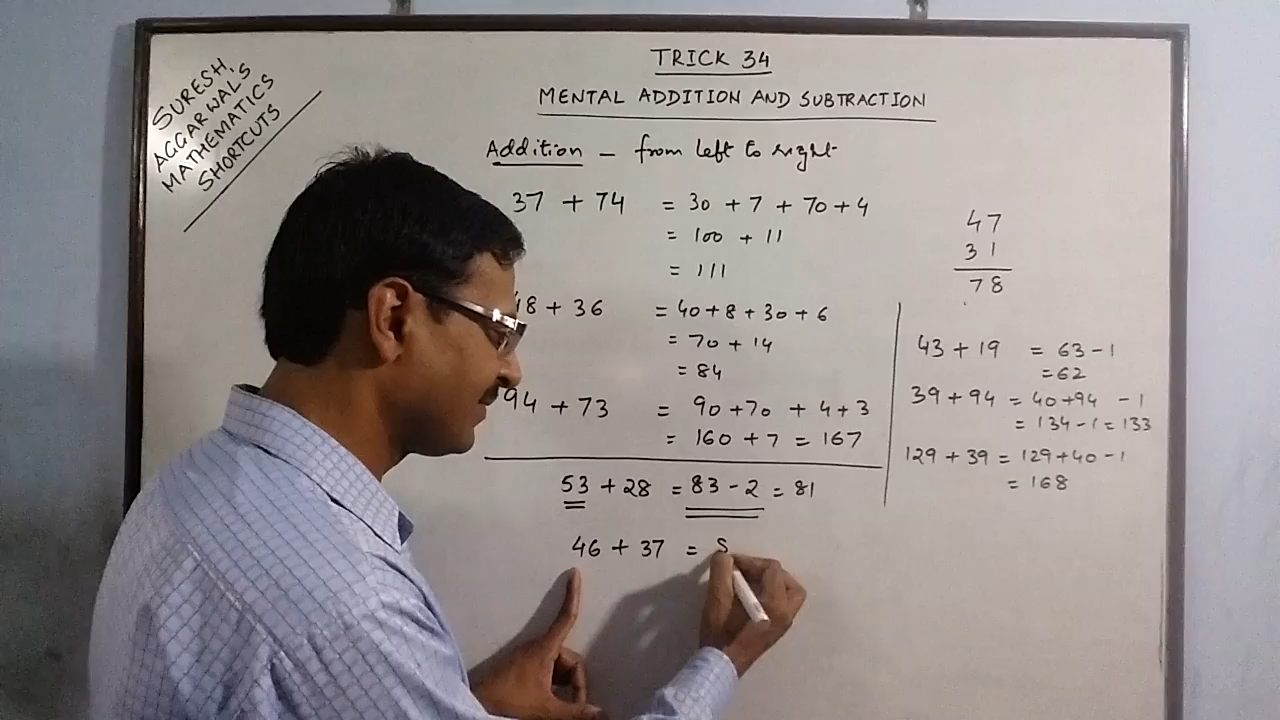 TRICK 34
MENTAL ADDITION AND SUBTRACTION
SURESH
AGGARWAL'S
MATHEMATICS
SHORTCUTS
Addition – from left to right
37 + 74 = 30 + 7 + 70 + 4
= 100 + 11
= 111
48 + 36 = 40 + 8 + 30 + 6
= 70 + 14
= 84
94 + 73 = 90 + 70 + 4 + 3
= 160 + 7 = 167
53 + 28 = 83 - 2 = 81
46 + 37 =
47
31
78
43 + 19 = 63 - 1
= 62
39 + 94 = 40 + 94 - 1
= 134 - 1 = 133
129 + 39 = 129 + 40 - 1
= 168